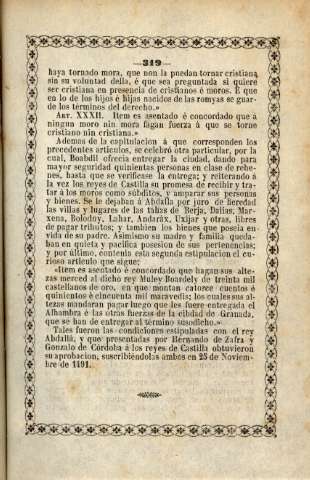 —319—
haya tornado mora, que non la puedan tornar cristiana
sin su voluntad della, é que sea preguntada si quiere
ser cristiana en presencia de cristianos é moros. E que
en lo de los hijos é hijas nacidos de las romyas se guar-
de los términos del derecho.»
ART. XXXII. Item es asentado é concordado que á
ningun moro nin mora fagan fuerza á que se torne
cristiano nin cristiana.»
Ademas de la capitulacion á que corresponden los
precedentes artículos, se celebró otra particular, por la
cual, Boabdil ofrecia entregar la ciudad, dando para
mayor seguridad quinientas personas en clase de rehe-
nes, hasta que se verificase la entrega; y reiterando á
la vez los reyes de Castilla su promesa de recibir y tra-
tar á los moros como súbditos, y amparar sus personas
y bienes. Se le dejaban á Abdalla por juro de heredad
las villas y lugares de las tahas de Berja, Dalias, Mar-
xena, Bolodoy, Luhar, Andaráx, Uxijar y otras, libres
de pagar tributos; y tambien los bienes que poseía en
vida de su padre. Asimismo su madre y familia queda-
ban en quieta y pacífica posesion de sus pertenencias;
y por último, contenia esta segunda estipulacion el cu-
rioso artículo que sigue;
«Item es asentado é concordado que hagan sus alte-
zas merced al dicho rey Muley Boardely de treinta mil
castellanos de oro, en que montan catorce cuentos é
quinientos é cincuenta mil maravedis; los cuales sus al-
tezas mandaran pagar luego que les fuere entregada el
Alhambra é las otras fuerzas de la cibdad de Granada,
que se han de entregar al término susodicho.»
Tales fueron las condiciones estipuladas con el rey
Abdallá, y que presentadas por Hernando de Zafra y
Gonzalo de Córdoba á los reyes de Castilla obtuvieron
su aprobacion, suscribiéndolas ambos en 25 de Noviem-
bre de 1491.